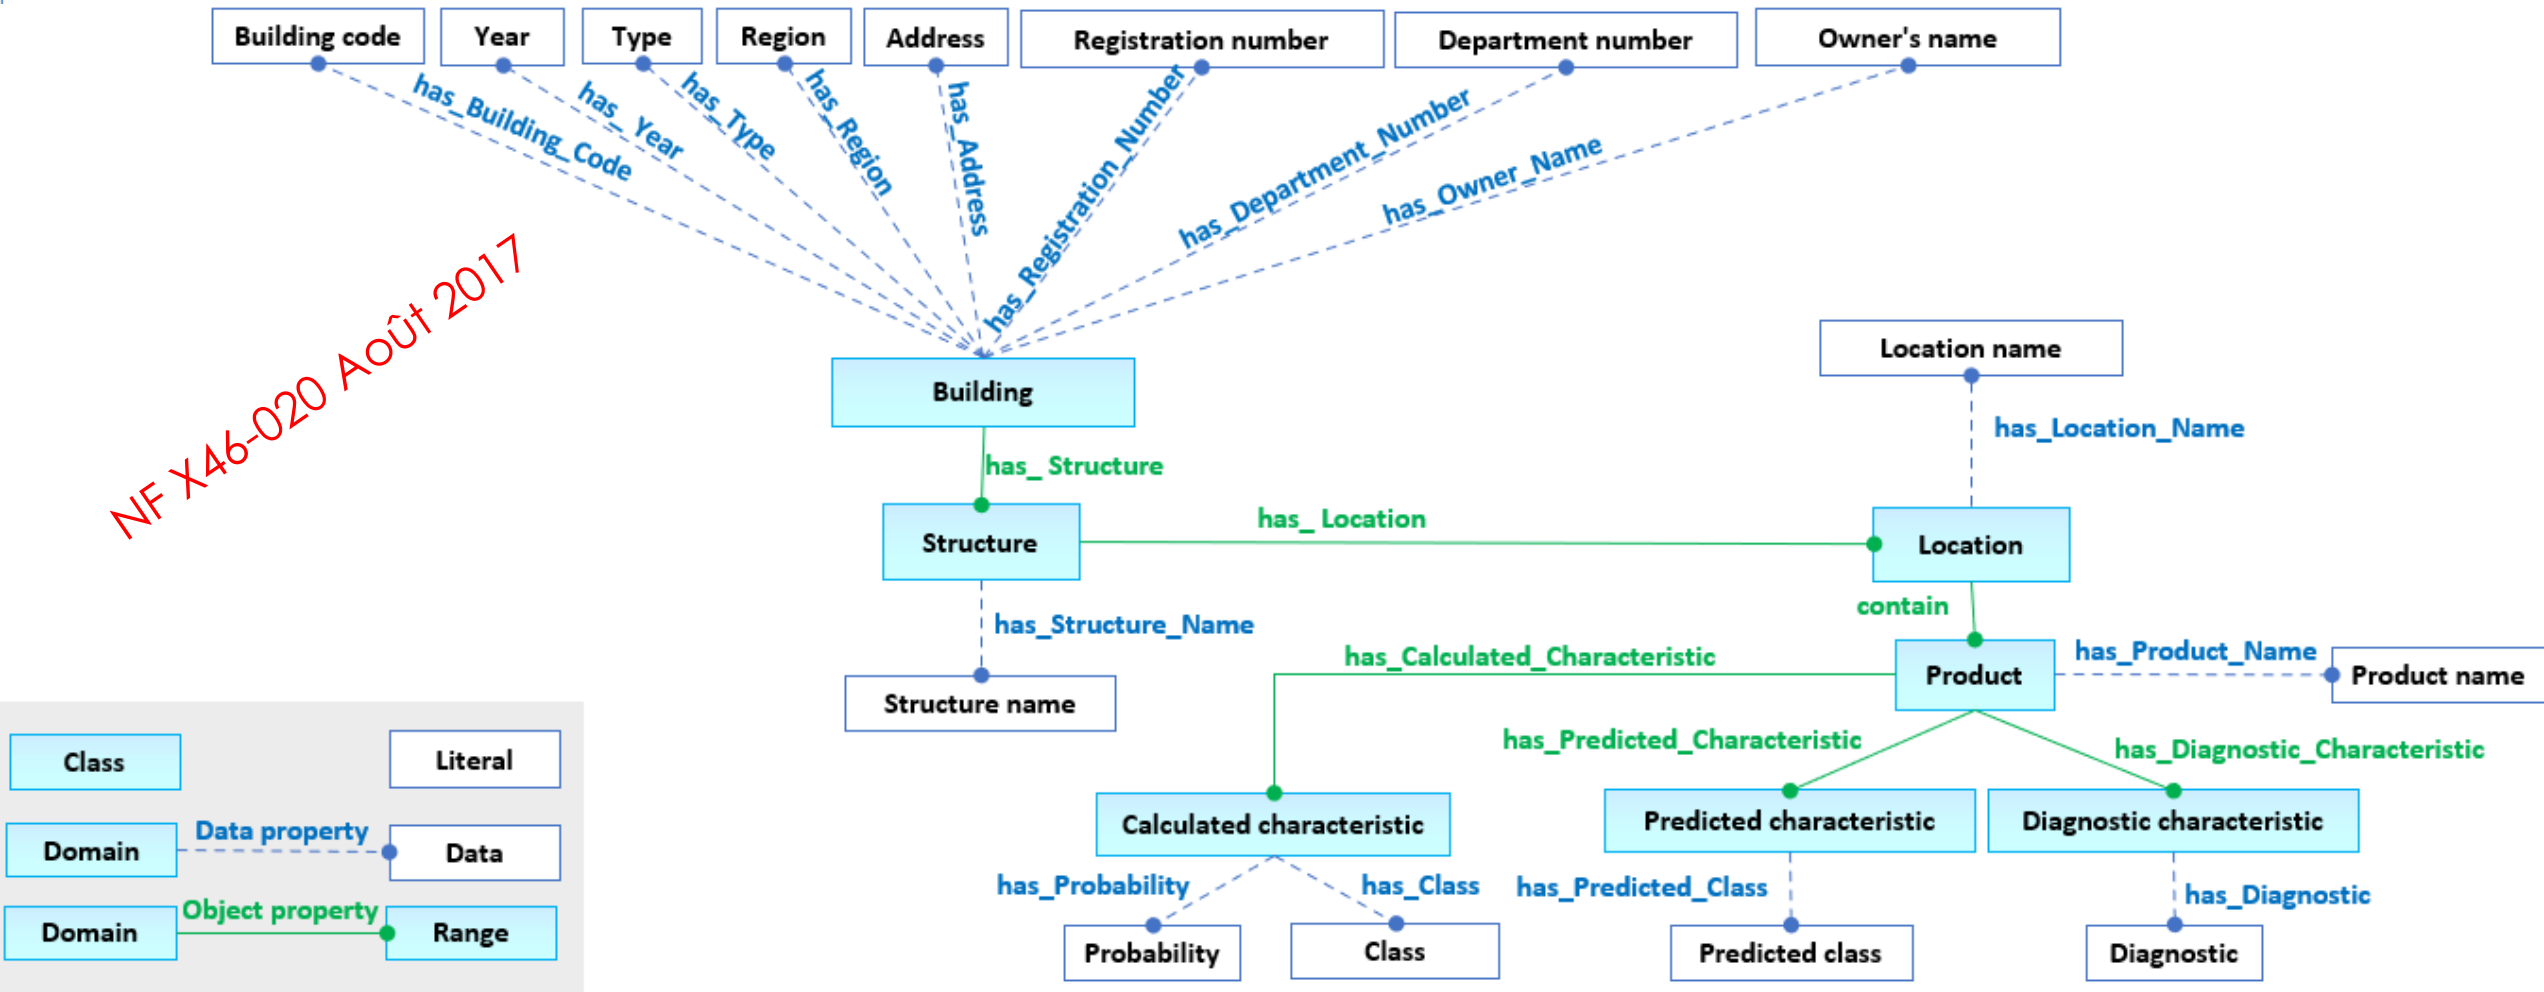 Building code
Year
Type
Region
Address
Registration number
Department number
Owner's name
has_Building_Code
has_ Year
has_Type
has_Region
has_Address
has_Registration_Number
has_Department_Number
has_Owner_Name
NF X46-020 Août 2017
Building
Location name
has_Location_Name
has_ Structure
Structure
has_ Location
Location
has_Structure_Name
Structure name
contain
Product
has_Product_Name
Product name
has_Calculated_Characteristic
has_Predicted_Characteristic
has_Diagnostic_Characteristic
Calculated characteristic
Predicted characteristic
Diagnostic characteristic
has_Probability
has_Class
has_Predicted_Class
has_Diagnostic
Probability
Class
Predicted class
Diagnostic
Class
Literal
Domain
Data property
Data
Domain
Object property
Range